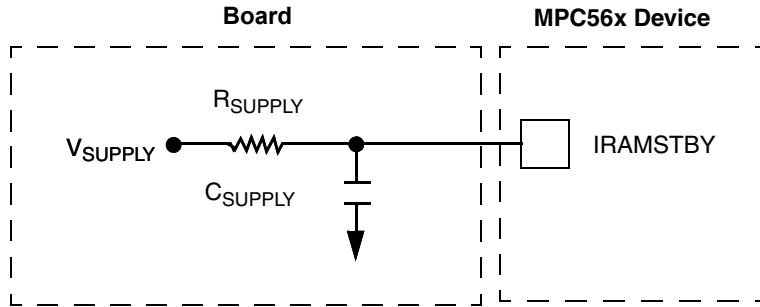 Board
MPC56x Device
RSUPPLY
VSUPPLY
IRAMSTBY
CSUPPLY